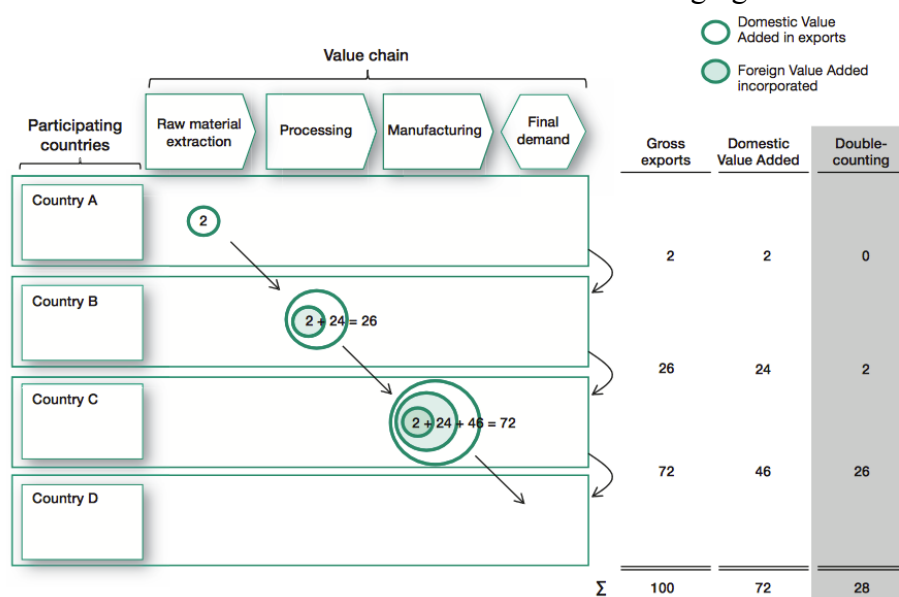 Domestic Value
Added in exports
Foreign Value Added
incorporated
Value chain
Participating
countries
Raw material
extraction
Processing
Manufacturing
Final
demand
Gross
exports
Domestic
Value Added
Double-
counting
Country A
2
2 2 0
Country B
2 + 24 = 26
26 24 2
Country C
2 + 24 + 46 = 72
72 46 26
Country D
Σ 100 72 28